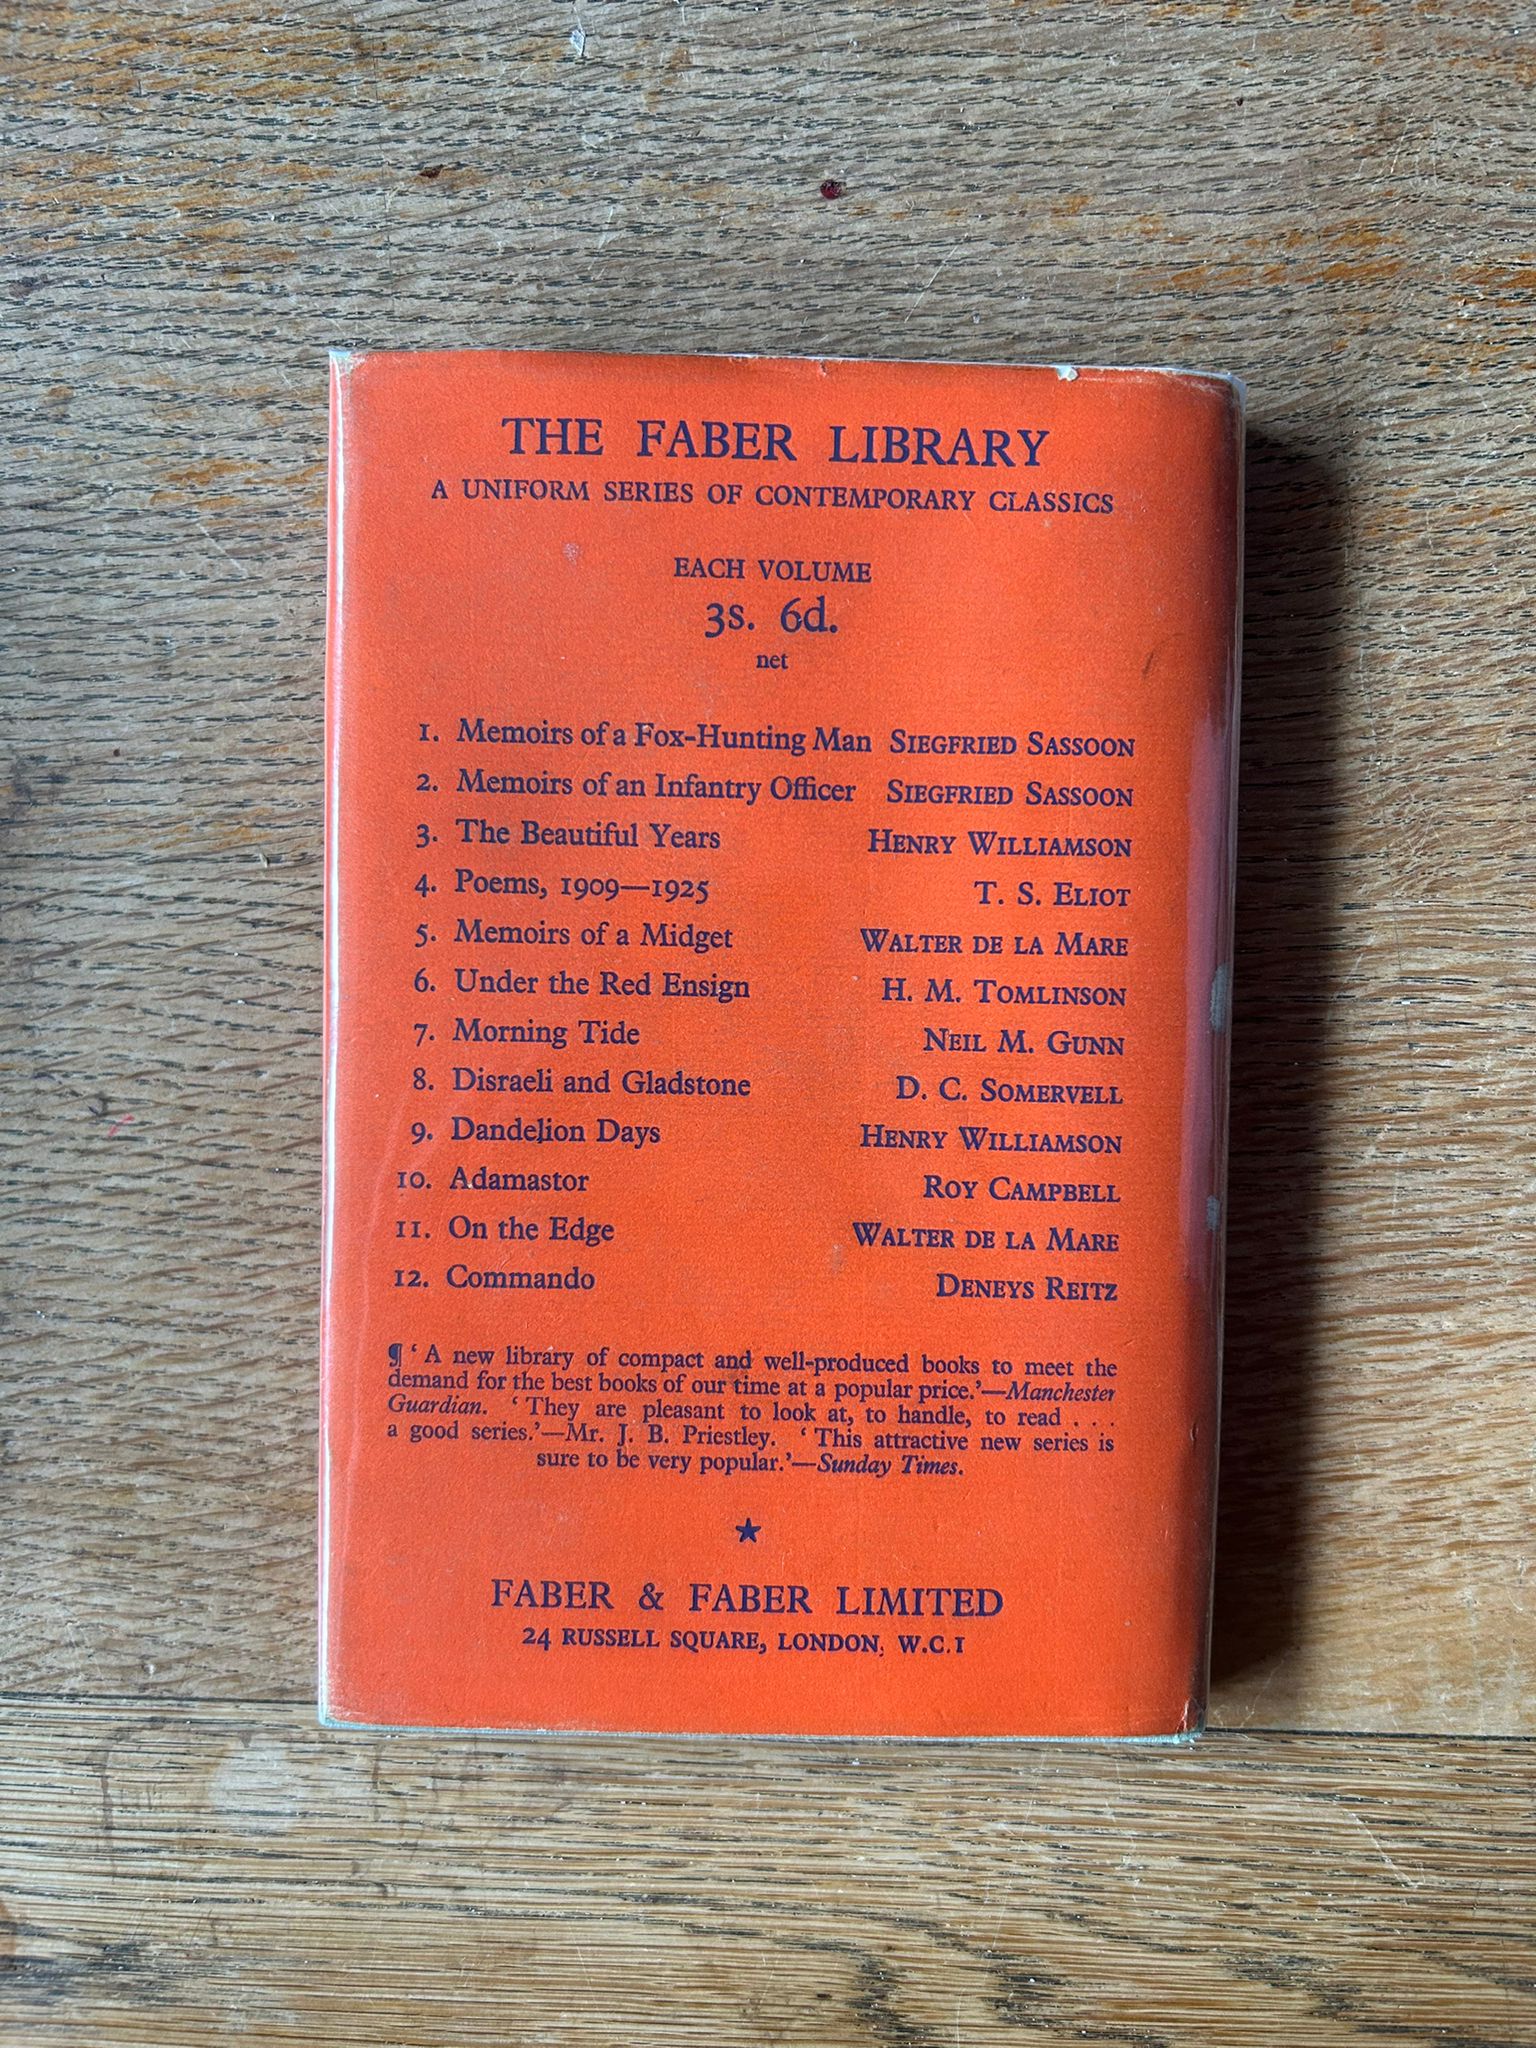 THE FABER LIBRARY
A UNIFORM SERIES OF CONTEMPORARY CLASSICS
EACH VOLUME
3s. 6d.
net
1. Memoirs of a Fox-Hunting Man SIEGFRIED SASSOON
2. Memoirs of an Infantry Officer SIEGFRIED SASSOON
3. The Beautiful Years HENRY WILLIAMSON
4. Poems, 1909—1925 T. S. ELIOT
5. Memoirs of a Midget WALTER DE LA MARE
6. Under the Red Ensign H. M. TOMLINSON
7. Morning Tide NEIL M. GUNN
8. Disraeli and Gladstone D. C. SOMERVELL
9. Dandelion Days HENRY WILLIAMSON
10. Adamastor ROY CAMPBELL
11. On the Edge WALTER DE LA MARE
12. Commando DENEYS REITZ
¶ ‘A new library of compact and well-produced books to meet the
demand for the best books of our time at a popular price.’—Manchester
Guardian. ‘They are pleasant to look at, to handle, to read . . .
a good series.’—Mr. J. B. Priestley. ‘This attractive new series is
sure to be very popular.’—Sunday Times.
★
FABER & FABER LIMITED
24 RUSSELL SQUARE, LONDON, W.C.1